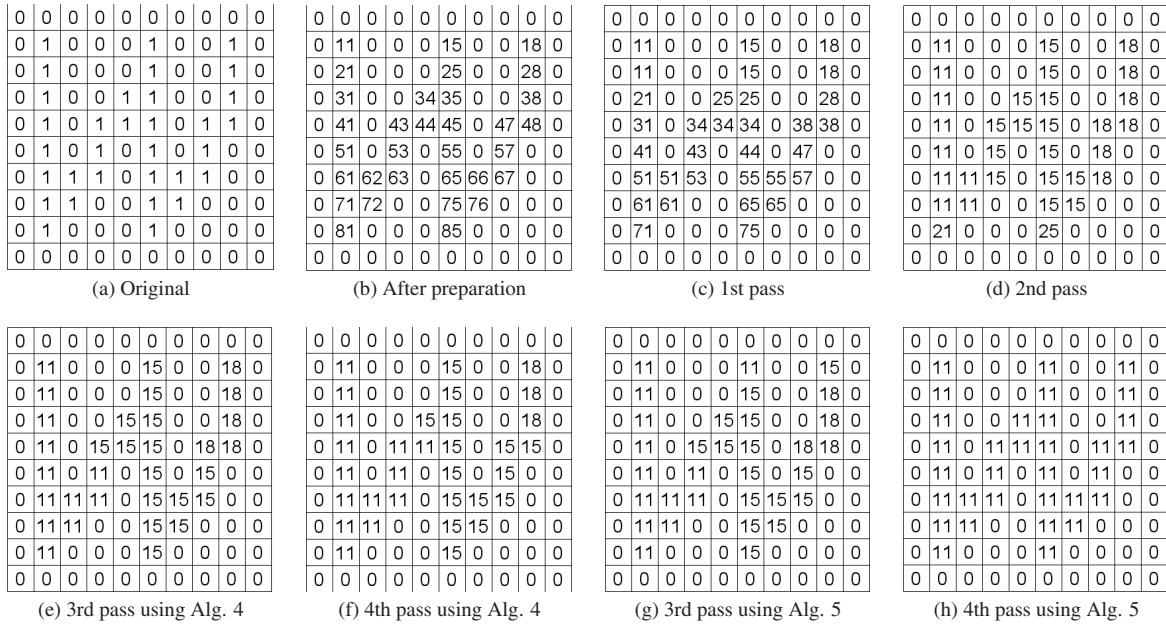 0 0 0 0 0 0 0 0 0 0
0 1 0 0 0 1 0 0 1 0
0 1 0 0 0 1 0 0 1 0
0 1 0 0 1 1 0 0 1 0
0 1 0 1 1 1 0 1 1 0
0 1 0 1 0 1 0 1 0 0
0 1 1 1 0 1 1 1 0 0
0 1 1 0 0 1 1 0 0 0
0 1 0 0 0 1 0 0 0 0
0 0 0 0 0 0 0 0 0 0
(a) Original
0 0 0 0 0 0 0 0 0 0
0 11 0 0 0 15 0 0 18 0
0 21 0 0 0 25 0 0 28 0
0 31 0 0 34 35 0 0 38 0
0 41 0 43 44 45 0 47 48 0
0 51 0 53 0 55 0 57 0 0
0 61 62 63 0 65 66 67 0 0
0 71 72 0 0 75 76 0 0 0
0 81 0 0 0 85 0 0 0 0
0 0 0 0 0 0 0 0 0 0
(b) After preparation
0 0 0 0 0 0 0 0 0 0
0 11 0 0 0 15 0 0 18 0
0 11 0 0 0 15 0 0 18 0
0 21 0 0 25 25 0 0 28 0
0 31 0 34 34 34 0 38 38 0
0 41 0 43 0 44 0 47 0 0
0 51 51 53 0 55 55 57 0 0
0 61 61 0 0 65 65 0 0 0
0 71 0 0 0 75 0 0 0 0
0 0 0 0 0 0 0 0 0 0
(c) 1st pass
0 0 0 0 0 0 0 0 0 0
0 11 0 0 0 15 0 0 18 0
0 11 0 0 0 15 0 0 18 0
0 11 0 0 15 15 0 0 18 0
0 11 0 15 15 15 0 18 18 0
0 11 0 15 0 15 0 18 0 0
0 11 11 15 0 15 15 18 0 0
0 11 11 0 0 15 15 0 0 0
0 21 0 0 0 25 0 0 0 0
0 0 0 0 0 0 0 0 0 0
(d) 2nd pass
0 0 0 0 0 0 0 0 0 0
0 11 0 0 0 15 0 0 18 0
0 11 0 0 0 15 0 0 18 0
0 11 0 0 15 15 0 0 18 0
0 11 0 15 15 15 0 18 18 0
0 11 0 11 0 15 0 15 0 0
0 11 11 11 0 15 15 15 0 0
0 11 11 0 0 15 15 0 0 0
0 11 0 0 0 15 0 0 0 0
0 0 0 0 0 0 0 0 0 0
(e) 3rd pass using Alg. 4
0 0 0 0 0 0 0 0 0 0
0 11 0 0 0 15 0 0 18 0
0 11 0 0 0 15 0 0 18 0
0 11 0 0 15 15 0 0 18 0
0 11 0 11 11 15 0 15 15 0
0 11 0 11 0 15 0 15 0 0
0 11 11 11 0 15 15 15 0 0
0 11 11 0 0 15 15 0 0 0
0 11 0 0 0 15 0 0 0 0
0 0 0 0 0 0 0 0 0 0
(f) 4th pass using Alg. 4
0 0 0 0 0 0 0 0 0 0
0 11 0 0 0 11 0 0 15 0
0 11 0 0 0 15 0 0 18 0
0 11 0 0 15 15 0 0 18 0
0 11 0 15 15 15 0 18 18 0
0 11 0 11 0 15 0 15 0 0
0 11 11 11 0 15 15 15 0 0
0 11 11 0 0 15 15 0 0 0
0 11 0 0 0 15 0 0 0 0
0 0 0 0 0 0 0 0 0 0
(g) 3rd pass using Alg. 5
0 0 0 0 0 0 0 0 0 0
0 11 0 0 0 11 0 0 11 0
0 11 0 0 0 11 0 0 11 0
0 11 0 0 11 11 0 0 11 0
0 11 0 11 11 11 0 11 11 0
0 11 0 11 0 11 0 11 0 0
0 11 11 11 0 11 11 11 0 0
0 11 11 0 0 11 11 0 0 0
0 11 0 0 0 11 0 0 0 0
0 0 0 0 0 0 0 0 0 0
(h) 4th pass using Alg. 5